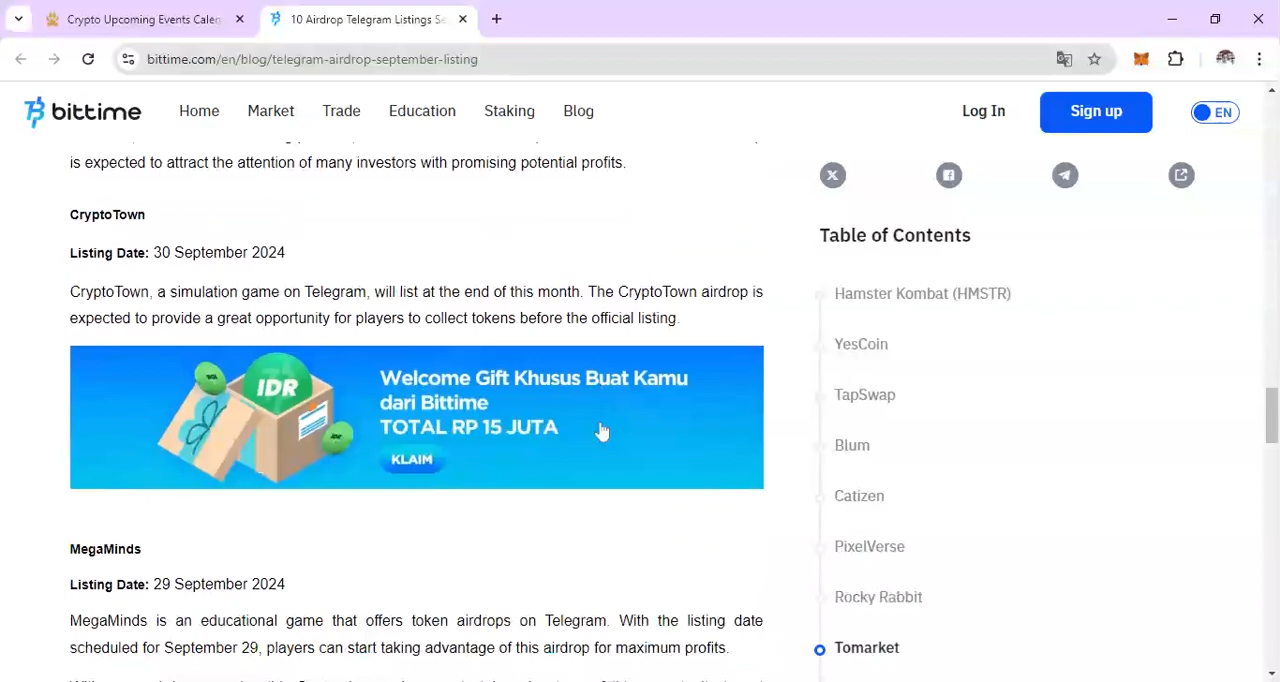 Crypto Upcoming Events Calen
10 Airdrop Telegram Listings Se
bittime.com/en/blog/telegram-airdrop-september-listing
bittime
Home
Market
Trade
Education
Staking
Blog
Log In
Sign up
EN
is expected to attract the attention of many investors with promising potential profits.
CryptoTown
Listing Date: 30 September 2024
CryptoTown, a simulation game on Telegram, will list at the end of this month. The CryptoTown airdrop is
expected to provide a great opportunity for players to collect tokens before the official listing.
IDR
Welcome Gift Khusus Buat Kamu
dari Bittime
TOTAL RP 15 JUTA
KLAIM
MegaMinds
Listing Date: 29 September 2024
MegaMinds is an educational game that offers token airdrops on Telegram. With the listing date
scheduled for September 29, players can start taking advantage of this airdrop for maximum profits.
Table of Contents
Hamster Kombat (HMSTR)
YesCoin
TapSwap
Blum
Catizen
PixelVerse
Rocky Rabbit
Tomarket